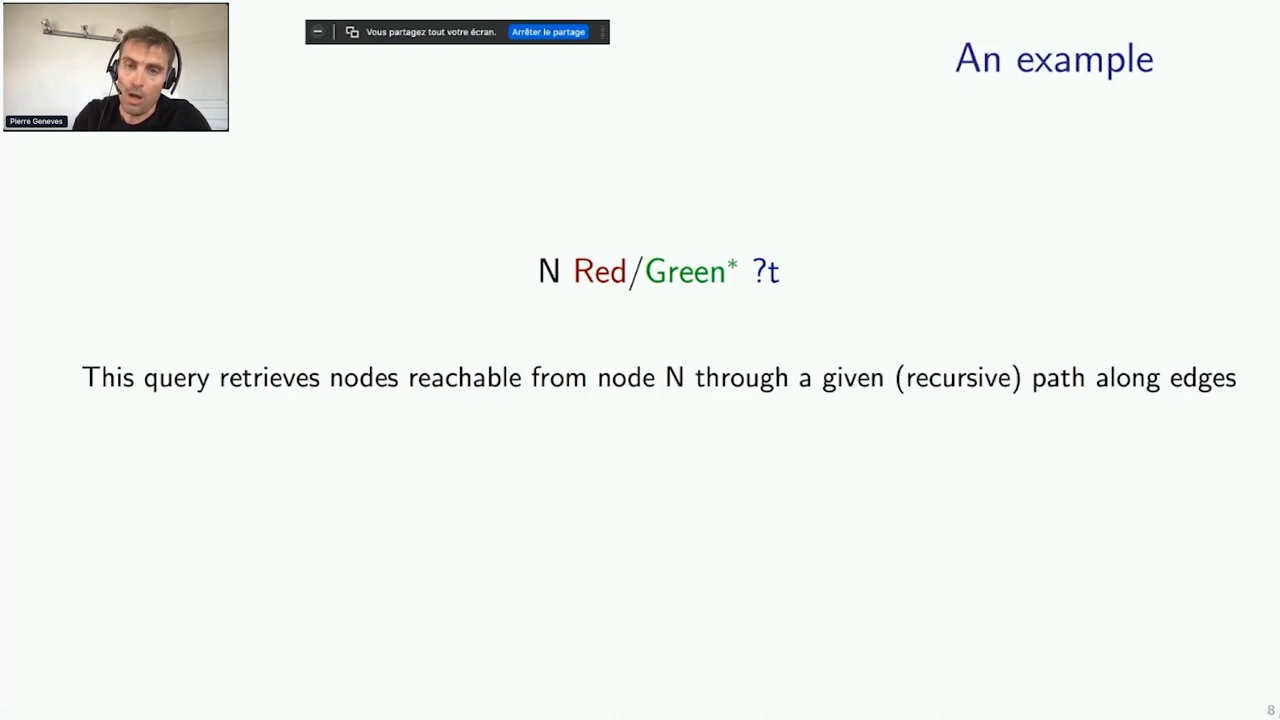 Vous partagez tout votre écran. Arrêter le partage
An example
Pierre Geneves
N Red/Green* ?t
This query retrieves nodes reachable from node N through a given (recursive) path along edges
8